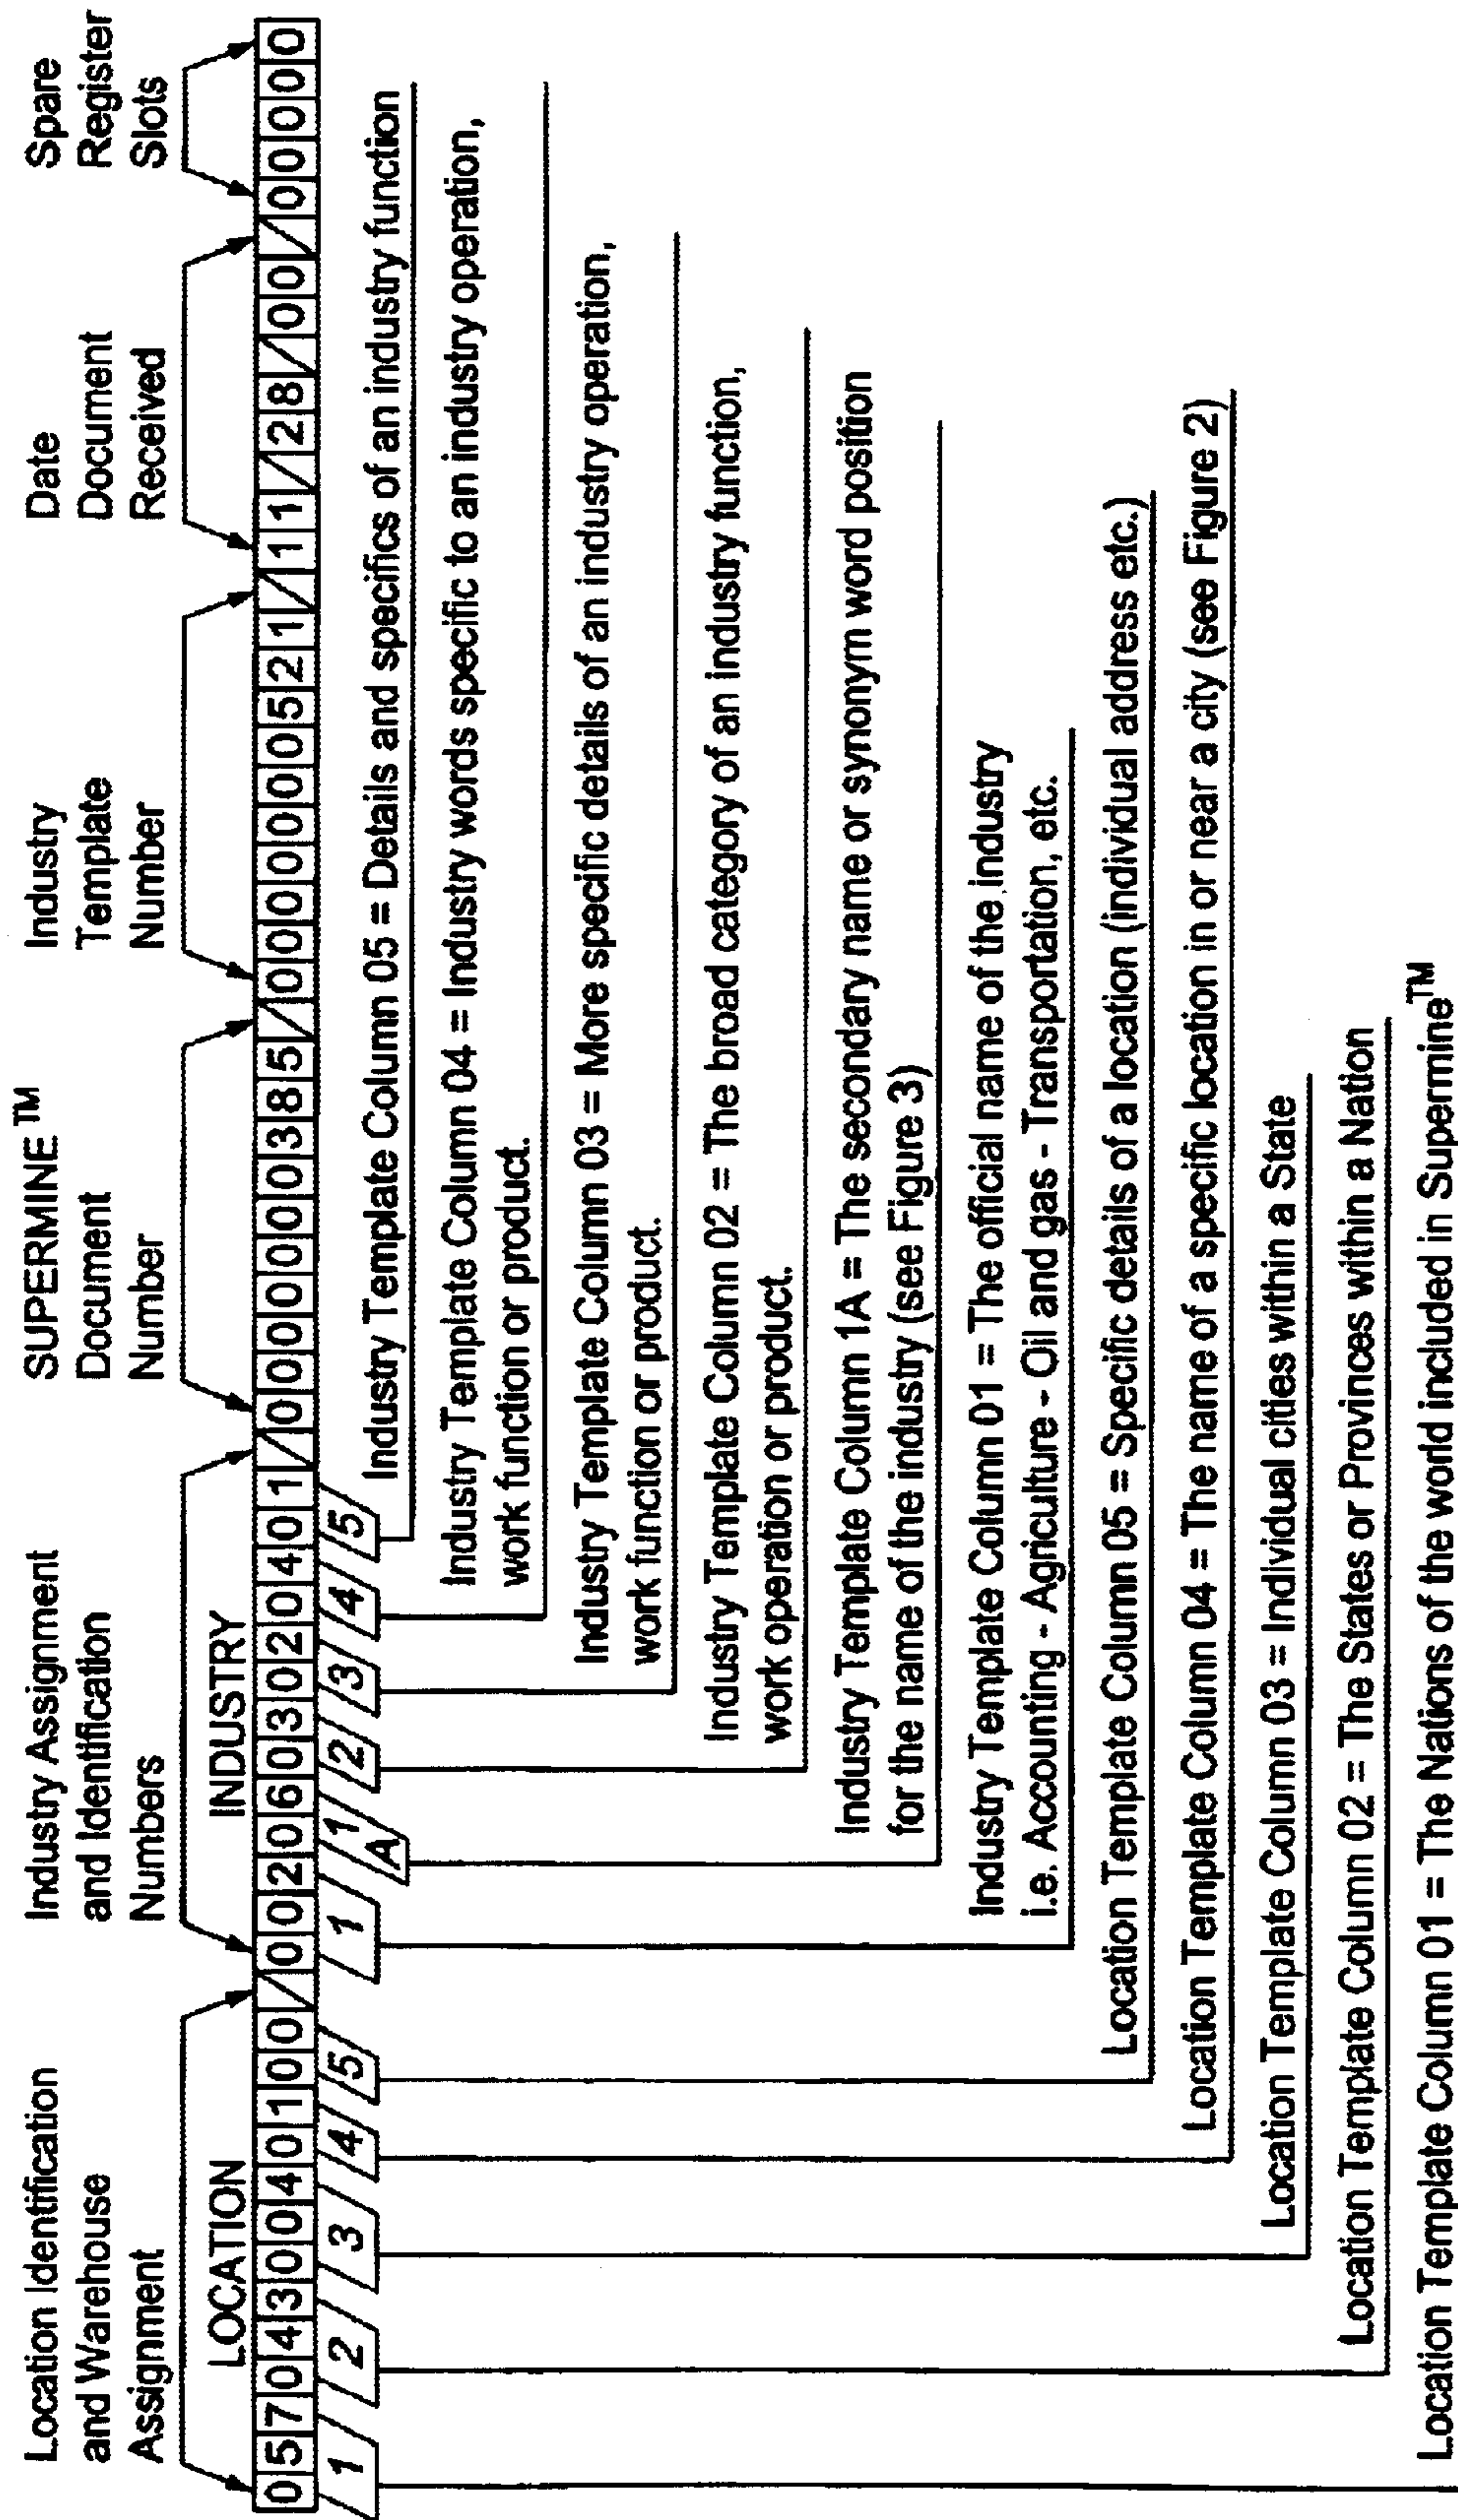 Location Identification
and Warehouse
Assignment
Industry Assignment
and Identification
Numbers
SUPERMINE™
Document
Number
Industry
Template
Number
Date
Document
Received
Spare
Register
Slots
LOCATION INDUSTRY
0 5 7 0 4 3 0 0 4 0 1 0 0 / 0 0 2 0 6 0 3 0 2 0 4 0 1 / 0 0 0 0 0 0 0 3 8 5 / 0 0 0 0 0 0 0 5 2 1 / 1 1 / 2 8 / 0 0 / 0 0 0 0 0
1 2 3 4 5 1 1 A 2 3 4 5
Industry Template Column 05 = Details and specifics of an industry function
Industry Template Column 04 = Industry words specific to an industry operation,
work function or product.
Industry Template Column 03 = More specific details of an industry operation,
work function or product.
Industry Template Column 02 = The broad category of an industry function,
work operation or product.
Industry Template Column 1A = The secondary name or synonym word position
for the name of the industry (see Figure 3)
Industry Template Column 01 = The official name of the industry
i.e. Accounting - Agriculture - Oil and gas - Transportation, etc.
Location Template Column 05 = Specific details of a location (individual address etc.)
Location Template Column 04 = The name of a specific location in or near a city (see Figure 2)
Location Template Column 03 = Individual cities within a State
Location Template Column 02 = The States or Provinces within a Nation
Location Template Column 01 = The Nations of the world included in Supermine™